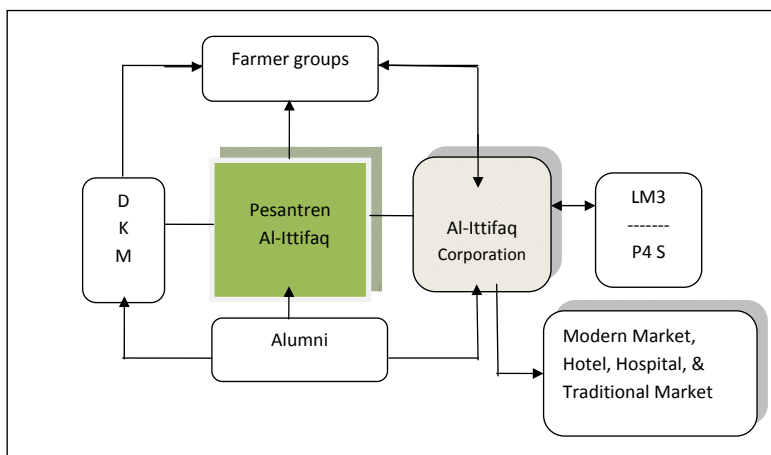 Farmer groups
D
K
M
Pesantren
Al-Ittifaq
Al-Ittifaq
Corporation
LM3
-------
P4 S
Alumni
Modern Market,
Hotel, Hospital, &
Traditional Market